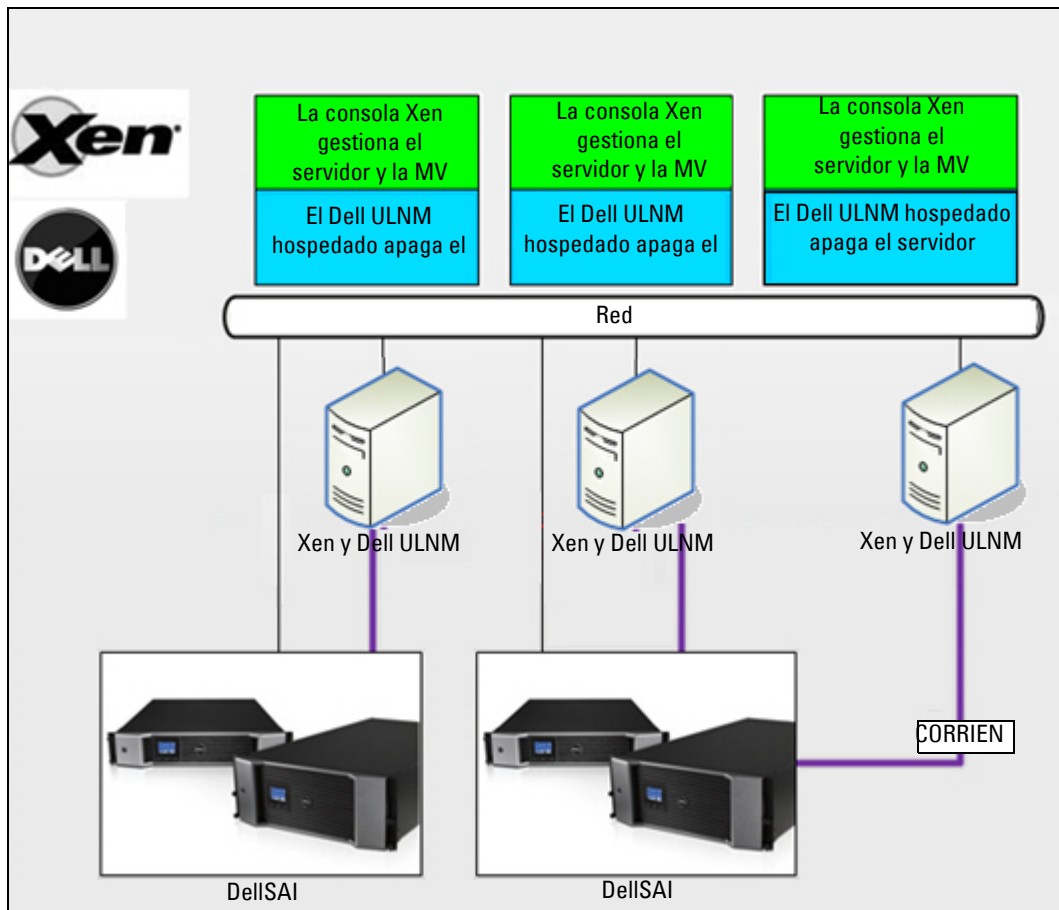 Xen
DELL
La consola Xen
gestiona el
servidor y la MV
La consola Xen
gestiona el
servidor y la MV
La consola Xen
gestiona el
servidor y la MV
El Dell ULNM
hospedado apaga el
El Dell ULNM
hospedado apaga el
El Dell ULNM hospedado
apaga el servidor
Red
Xen y Dell ULNM
Xen y Dell ULNM
Xen y Dell ULNM
CORRIEN
DellSAI
DellSAI